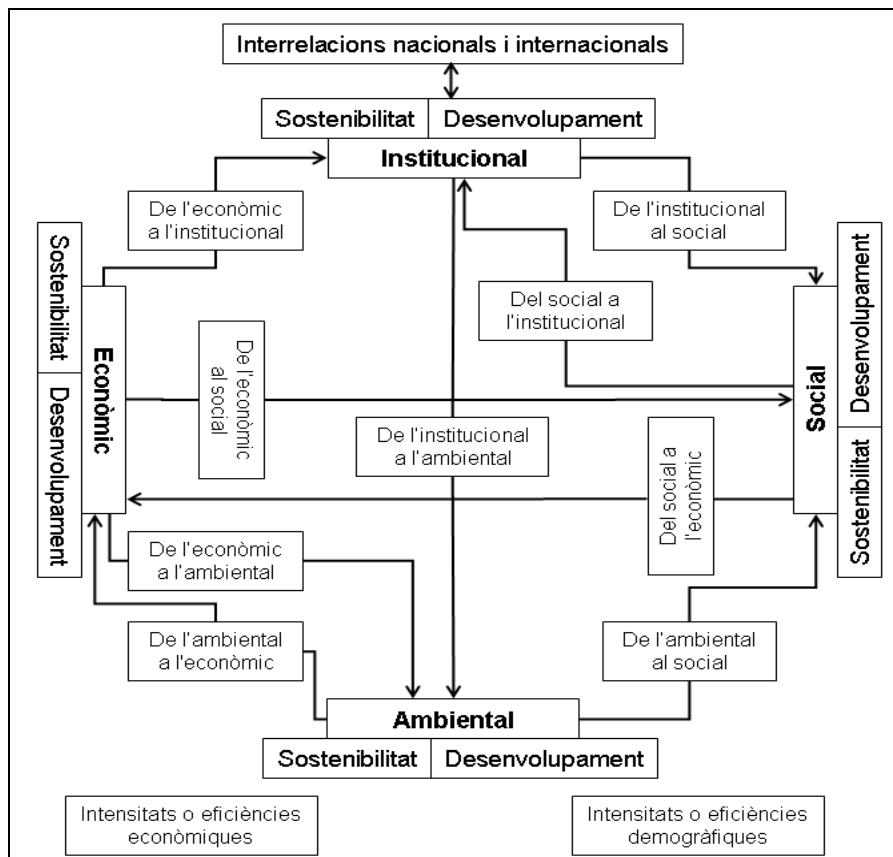 Interrelacions nacionals i internacionals
Sostenibilitat
Desenvolupament
Institucional
De l'econòmic
a l'institucional
De l'institucional
al social
Sostenibilitat
Desenvolupament
Econòmic
De l'econòmic
al social
Del social a
l'institucional
De l'institucional
a l'ambiental
Del social a
l'econòmic
Social
Desenvolupament
Sostenibilitat
De l'econòmic
a l'ambiental
De l'ambiental
a l'econòmic
De l'ambiental
al social
Ambiental
Sostenibilitat
Desenvolupament
Intensitats o eficiències
econòmiques
Intensitats o eficiències
demogràfiques